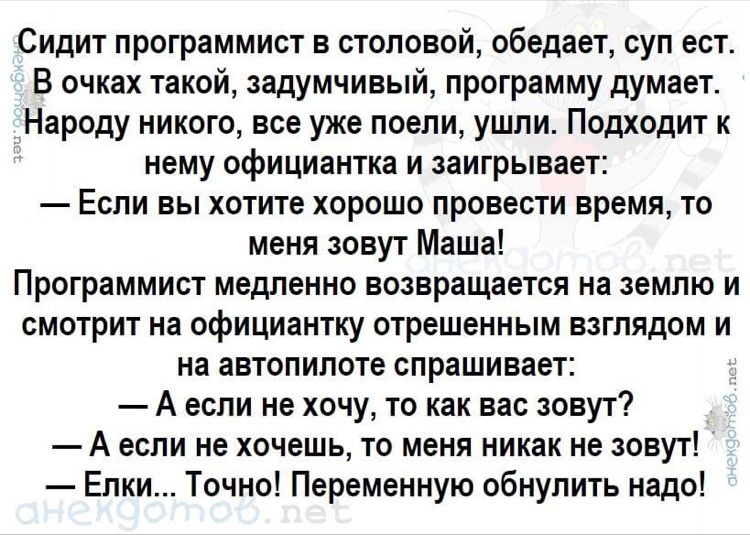 Сидит программист в столовой, обедает, суп ест.
В очках такой, задумчивый, программу думает.
Народу никого, все уже поели, ушли. Подходит к
нему официантка и заигрывает:
— Если вы хотите хорошо провести время, то
меня зовут Маша!
Программист медленно возвращается на землю и
смотрит на официантку отрешенным взглядом и
на автопилоте спрашивает:
— А если не хочу, то как вас зовут?
— А если не хочешь, то меня никак не зовут!
— Елки... Точно! Переменную обнулить надо!
анекдотов.net
анекдотов.net
анекдотов.net
анекдотов.net